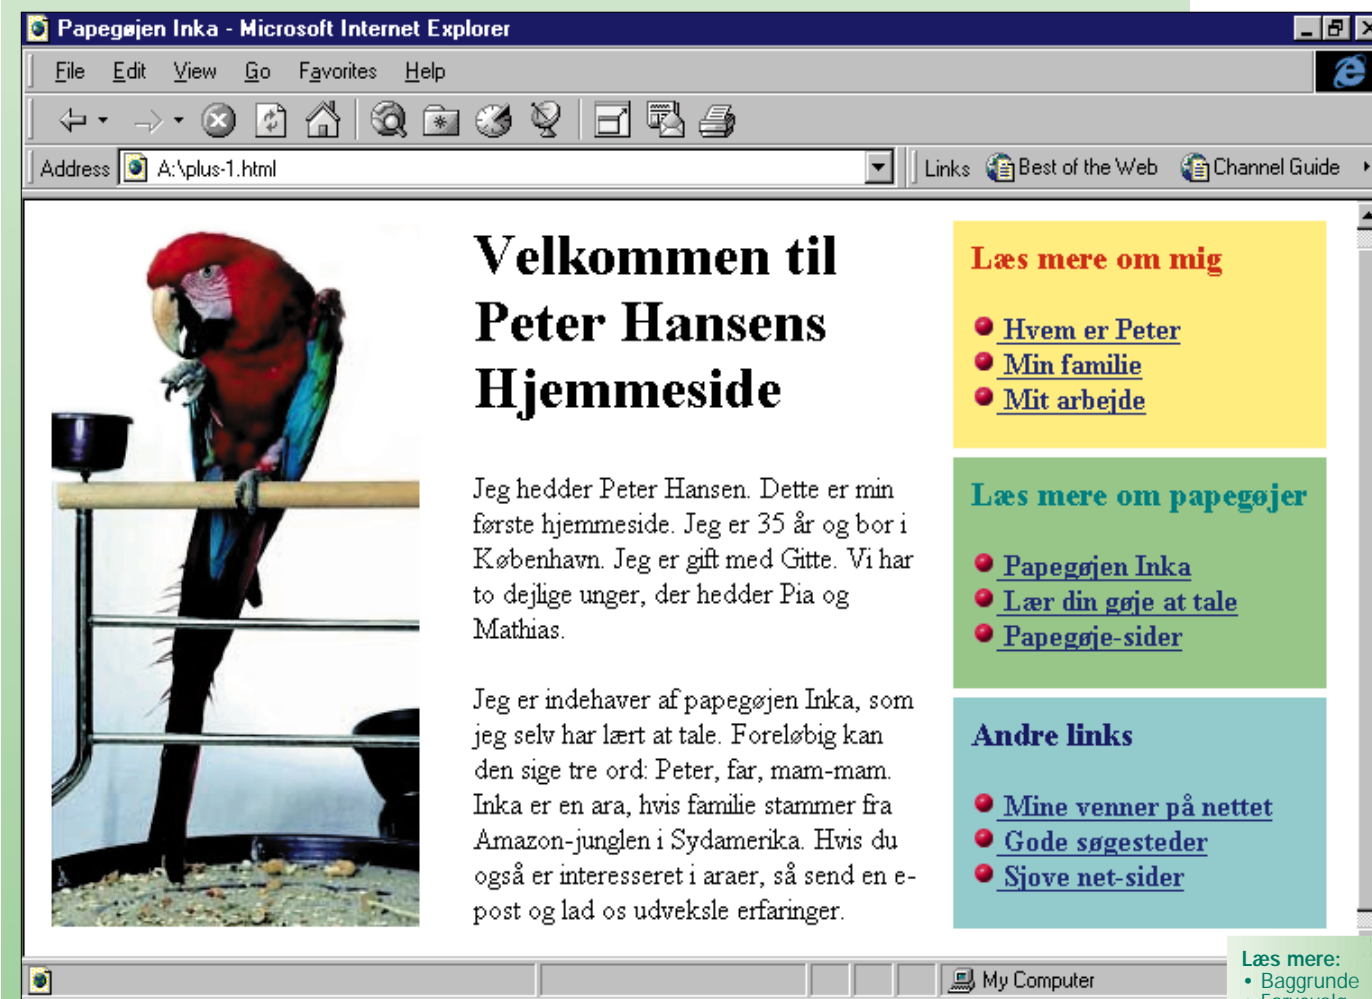 Papegøjen Inka - Microsoft Internet Explorer
File Edit View Go Favorites Help
Address A:\plus-1.html Links Best of the Web Channel Guide
Velkommen til
Peter Hansens
Hjemmeside
Jeg hedder Peter Hansen. Dette er min
første hjemmeside. Jeg er 35 år og bor i
København. Jeg er gift med Gitte. Vi har
to dejlige unger, der hedder Pia og
Mathias.
Jeg er indehaver af papegøjen Inka, som
jeg selv har lært at tale. Foreløbig kan
den sige tre ord: Peter, far, mam-mam.
Inka er en ara, hvis familie stammer fra
Amazon-junglen i Sydamerika. Hvis du
også er interesseret i araer, så send en e-
post og lad os udveksle erfaringer.
Læs mere om mig
Hvem er Peter
Min familie
Mit arbejde
Læs mere om papegøjer
Papegøjen Inka
Lær din gøje at tale
Papegøje-sider
Andre links
Mine venner på nettet
Gode søgesteder
Sjove net-sider
My Computer
Læs mere:
• Baggrunde